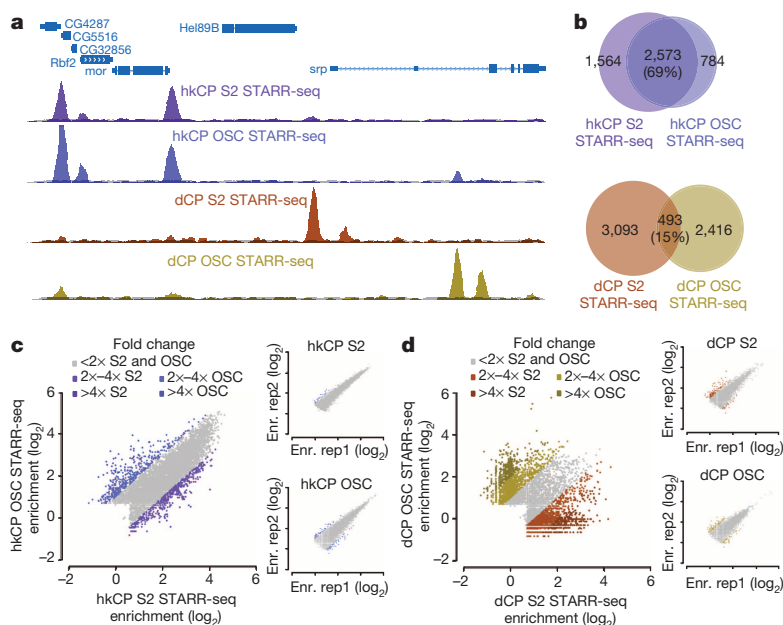 a
CG4287
CG5516
CG32856
Rbf2
mor
Hel89B
srp
hkCP S2 STARR-seq
hkCP OSC STARR-seq
dCP S2 STARR-seq
dCP OSC STARR-seq
b
1,564
2,573
(69%)
784
hkCP S2
STARR-seq
hkCP OSC
STARR-seq
3,093
493
(15%)
2,416
dCP S2
STARR-seq
dCP OSC
STARR-seq
c
Fold change
<2× S2 and OSC
2×–4× S2
2×–4× OSC
>4× S2
>4× OSC
hkCP OSC STARR-seq
enrichment (log2)
6
4
2
0
−2
−2
0
2
4
6
hkCP S2 STARR-seq
enrichment (log2)
hkCP S2
Enr. rep2 (log2)
Enr. rep1 (log2)
hkCP OSC
Enr. rep2 (log2)
Enr. rep1 (log2)
d
Fold change
<2× S2 and OSC
2×–4× S2
2×–4× OSC
>4× S2
>4× OSC
dCP OSC STARR-seq
enrichment (log2)
6
4
2
0
−2
−2
0
2
4
6
dCP S2 STARR-seq
enrichment (log2)
dCP S2
Enr. rep2 (log2)
Enr. rep1 (log2)
dCP OSC
Enr. rep2 (log2)
Enr. rep1 (log2)